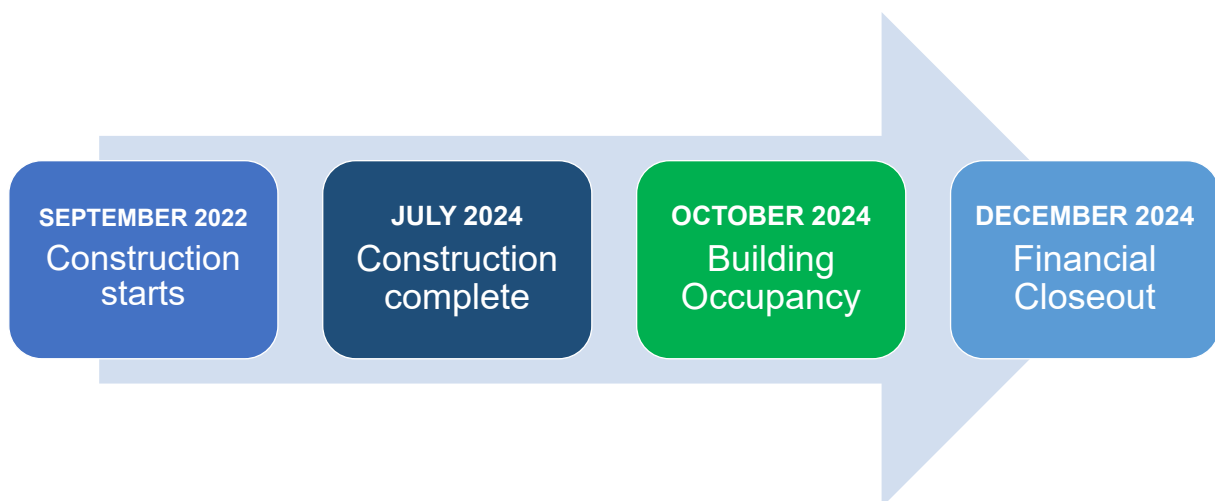 SEPTEMBER 2022
Construction
starts
JULY 2024
Construction
complete
OCTOBER 2024
Building
Occupancy
DECEMBER 2024
Financial
Closeout